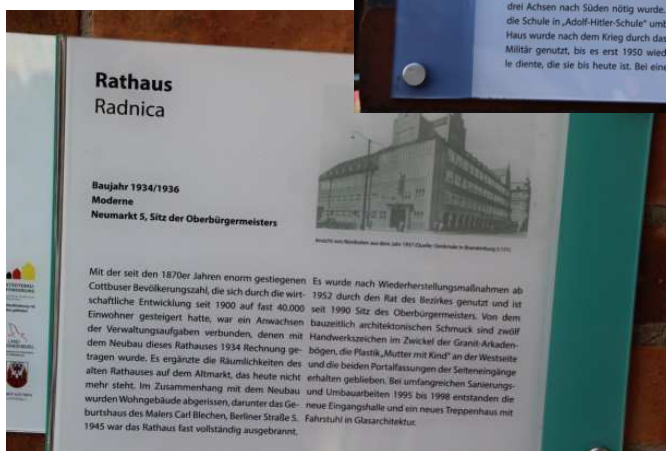 drei Achsen nach Süden nötig wurde.
die Schule in „Adolf-Hitler-Schule“ umb
Haus wurde nach dem Krieg durch das
Militär genutzt, bis es erst 1950 wied
le diente, die sie bis heute ist. Bei eine
Rathaus
Radnica
Baujahr 1934/1936
Moderne
Neumarkt 5, Sitz der Oberbürgermeisters
Mit der seit den 1870er Jahren enorm gestiegenen
Cottbuser Bevölkerungszahl, die sich durch die wirt-
schaftliche Entwicklung seit 1900 auf fast 40.000
Einwohner gesteigert hatte, war ein Anwachsen
der Verwaltungsaufgaben verbunden, denen mit
dem Neubau dieses Rathauses 1934 Rechnung ge-
tragen wurde. Es ergänzte die Räumlichkeiten des
alten Rathauses auf dem Altmarkt, das heute nicht
mehr steht. Im Zusammenhang mit dem Neubau
wurden Wohngebäude abgerissen, darunter das Ge-
burtshaus des Malers Carl Blechen, Berliner Straße 5.
1945 war das Rathaus fast vollständig ausgebrannt.
Es wurde nach Wiederherstellungsmaßnahmen ab
1952 durch den Rat des Bezirkes genutzt und ist
seit 1990 Sitz des Oberbürgermeisters. Von dem
bauzeitlich architektonischen Schmuck sind zwölf
Handwerkszeichen im Zwickel der Granit-Arkaden-
bögen, die Plastik „Mutter mit Kind“ an der Westseite
und die beiden Portalfassungen der Seiteneingänge
erhalten geblieben. Bei umfangreichen Sanierungs-
und Umbauarbeiten 1995 bis 1998 entstanden die
neue Eingangshalle und ein neues Treppenhaus mit
Fahrstuhl in Glasarchitektur.